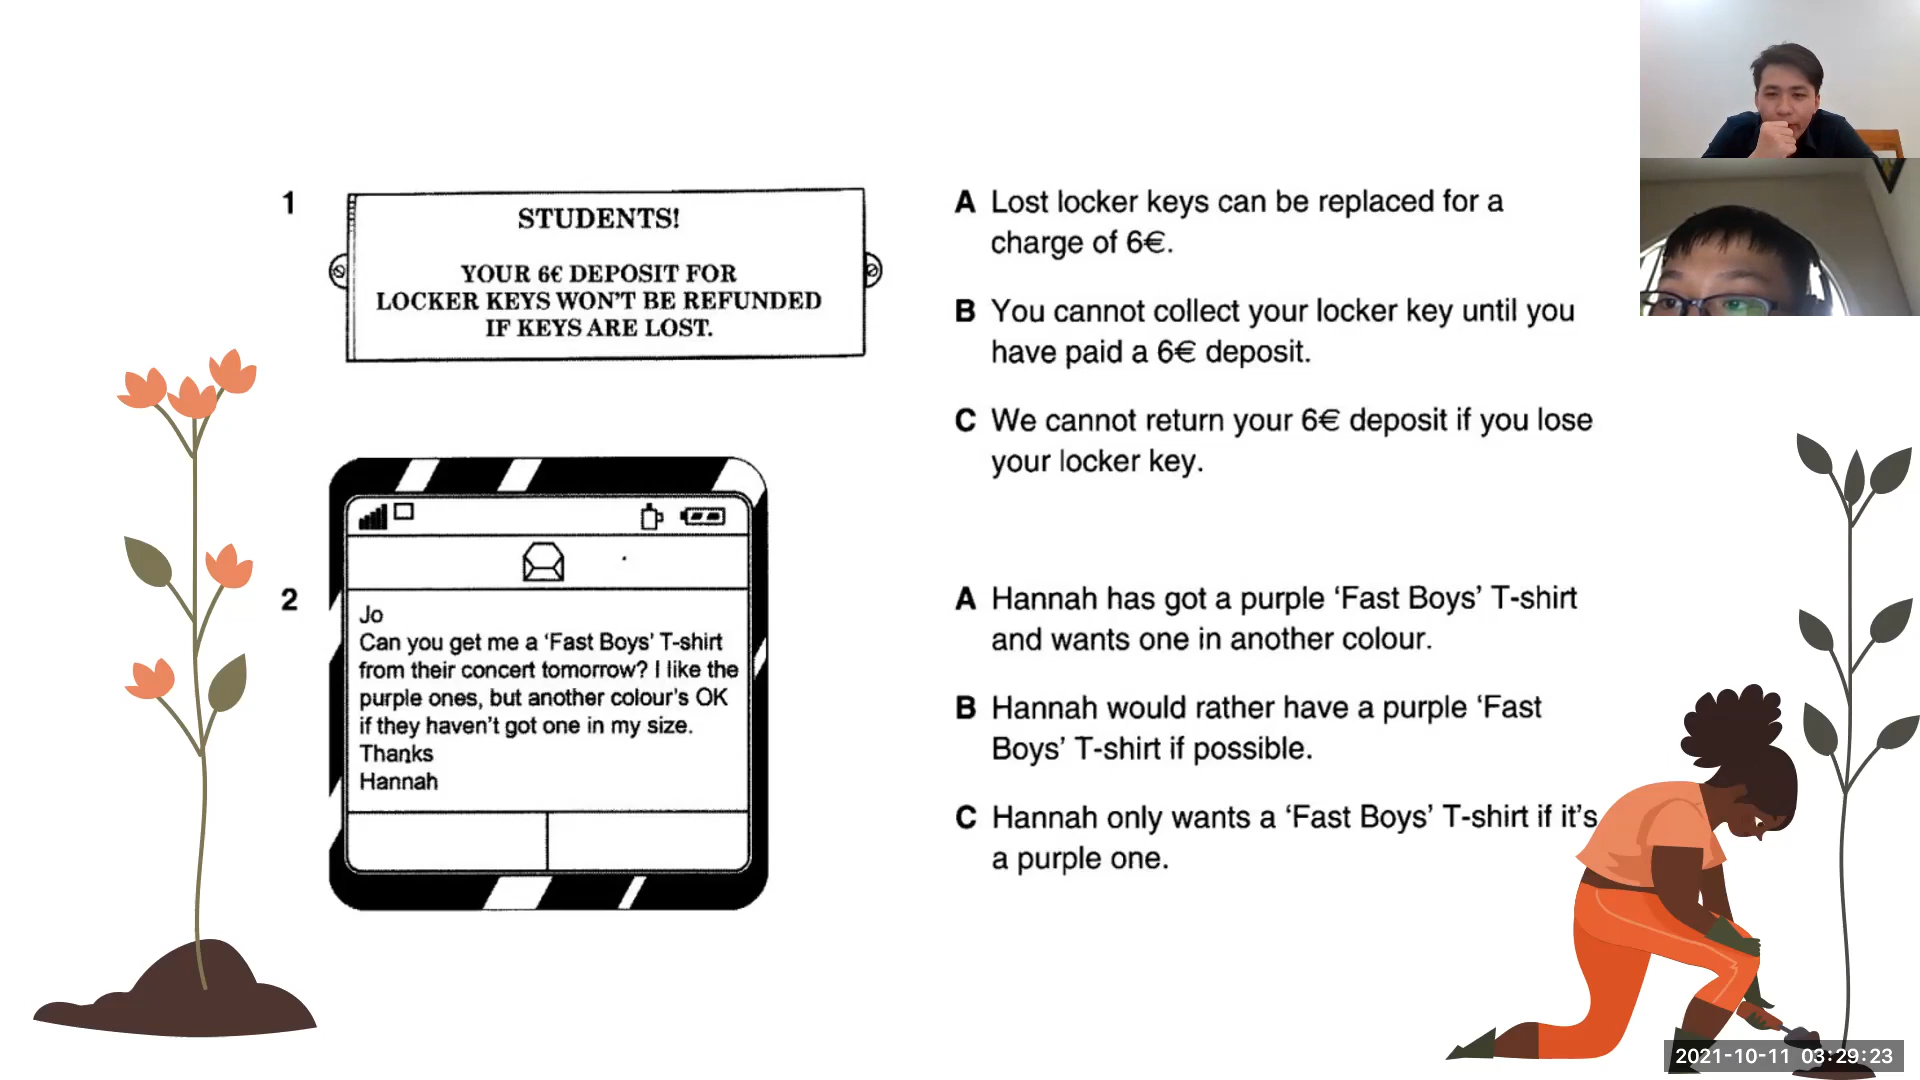 1
STUDENTS!
YOUR 6€ DEPOSIT FOR
LOCKER KEYS WON'T BE REFUNDED
IF KEYS ARE LOST.
A Lost locker keys can be replaced for a
charge of 6€.
B You cannot collect your locker key until you
have paid a 6€ deposit.
C We cannot return your 6€ deposit if you lose
your locker key.
2
Jo
Can you get me a ‘Fast Boys’ T-shirt
from their concert tomorrow? I like the
purple ones, but another colour's OK
if they haven't got one in my size.
Thanks
Hannah
A Hannah has got a purple ‘Fast Boys’ T-shirt
and wants one in another colour.
B Hannah would rather have a purple ‘Fast
Boys’ T-shirt if possible.
C Hannah only wants a ‘Fast Boys’ T-shirt if it's
a purple one.
2021-10-11 03:29:23